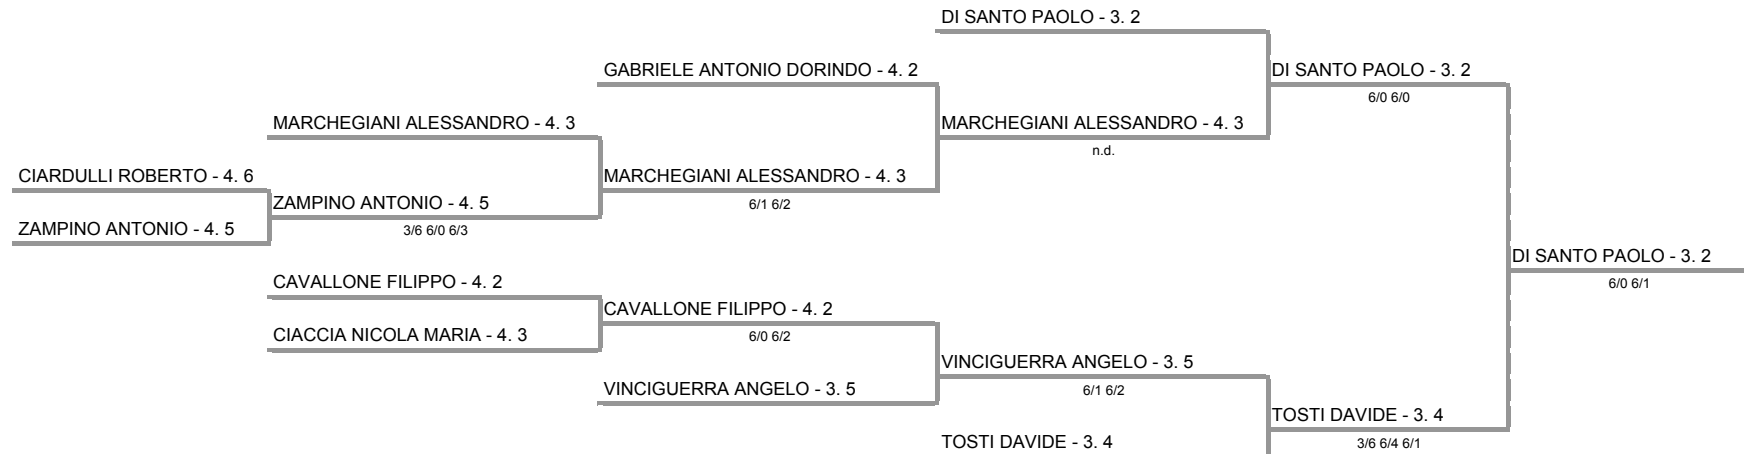 DI SANTO PAOLO - 3. 2
GABRIELE ANTONIO DORINDO - 4. 2
DI SANTO PAOLO - 3. 2
6/0 6/0
MARCHEGIANI ALESSANDRO - 4. 3
MARCHEGIANI ALESSANDRO - 4. 3
n.d.
CIARDULLI ROBERTO - 4. 6
MARCHEGIANI ALESSANDRO - 4. 3
6/1 6/2
ZAMPINO ANTONIO - 4. 5
3/6 6/0 6/3
ZAMPINO ANTONIO - 4. 5
DI SANTO PAOLO - 3. 2
6/0 6/1
CAVALLONE FILIPPO - 4. 2
CAVALLONE FILIPPO - 4. 2
6/0 6/2
CIACCIA NICOLA MARIA - 4. 3
VINCIGUERRA ANGELO - 3. 5
6/1 6/2
VINCIGUERRA ANGELO - 3. 5
TOSTI DAVIDE - 3. 4
3/6 6/4 6/1
TOSTI DAVIDE - 3. 4